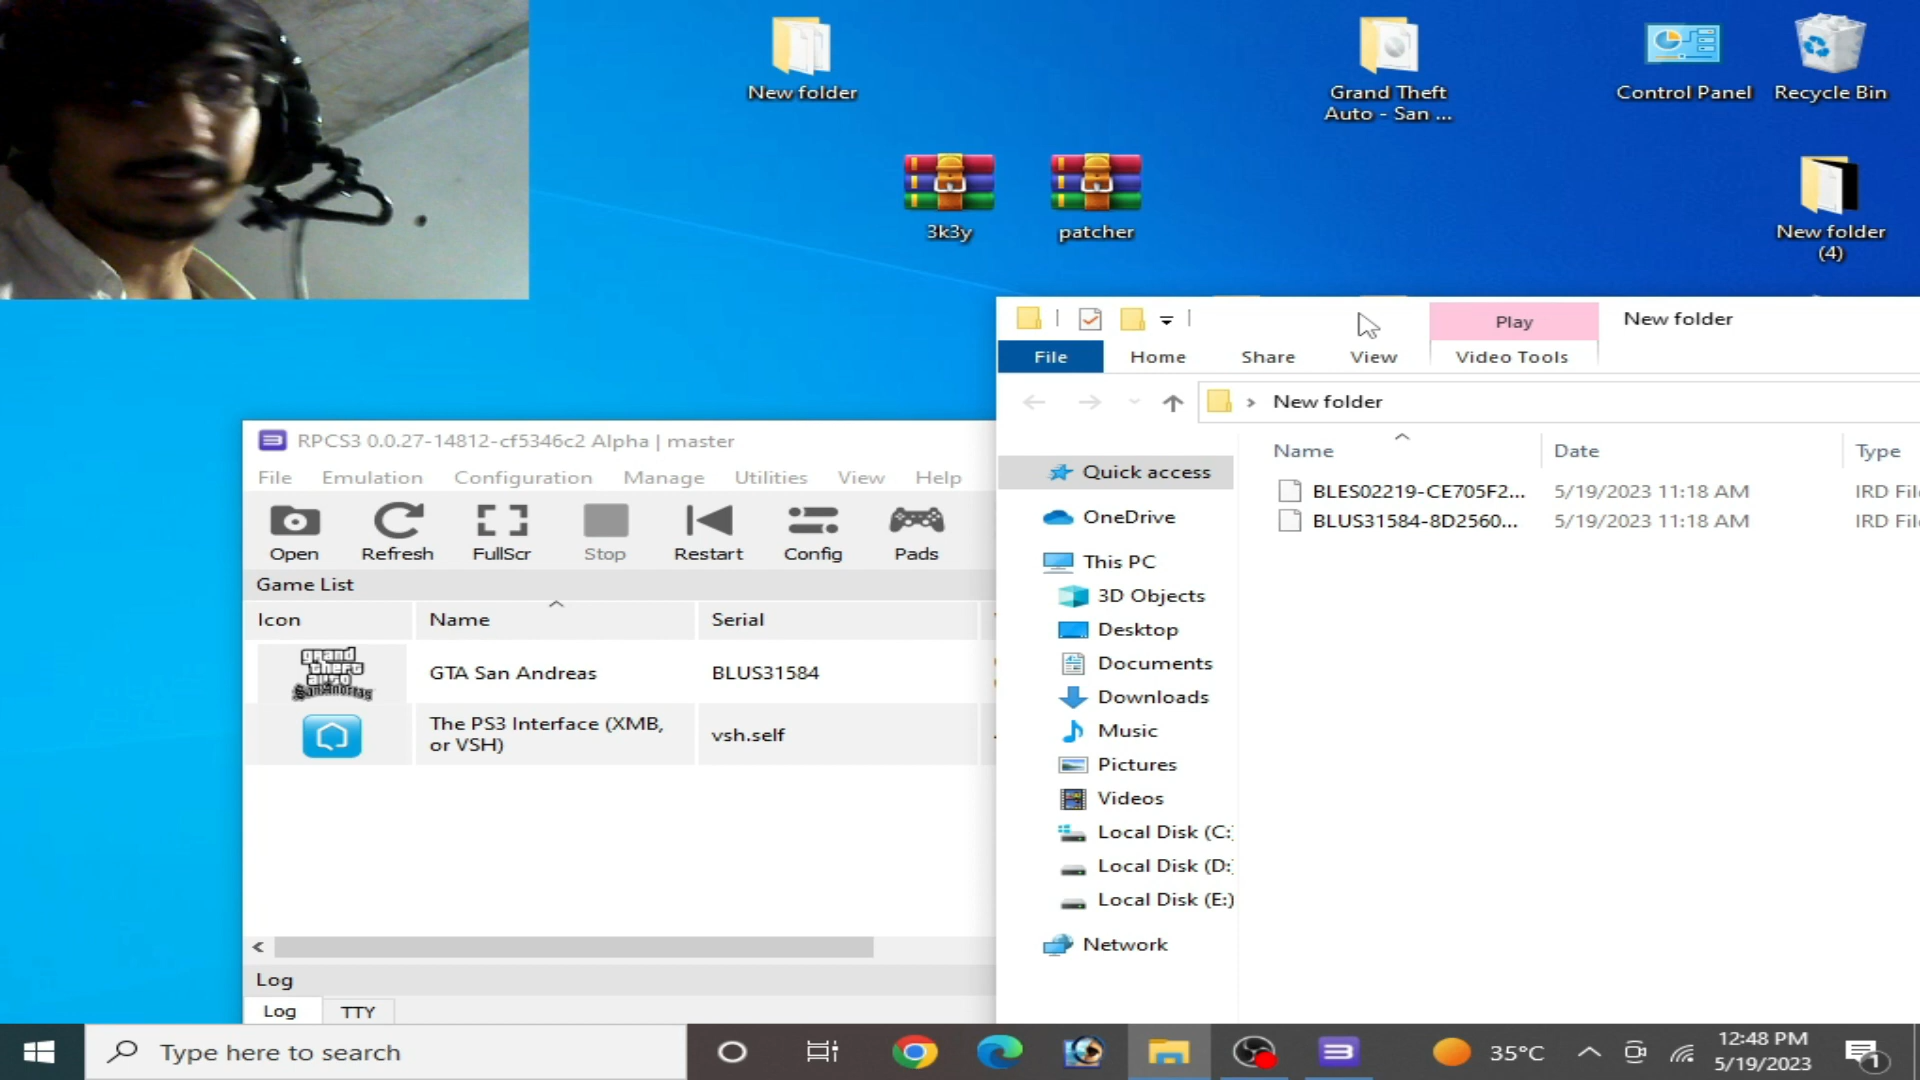 New folder
Grand Theft
Auto - San ...
Control Panel
Recycle Bin
3k3y
patcher
New folder
(4)
Play
New folder
File
Home
Share
View
Video Tools
New folder
RPCS3 0.0.27-14812-cf5346c2 Alpha | master
File
Emulation
Configuration
Manage
Utilities
View
Help
Open
Refresh
FullScr
Stop
Restart
Config
Pads
Game List
Icon
Name
Serial
grand
theft
auto
SanAndreas
GTA San Andreas
BLUS31584
The PS3 Interface (XMB,
or VSH)
vsh.self
Log
Log
TTY
Quick access
OneDrive
This PC
3D Objects
Desktop
Documents
Downloads
Music
Pictures
Videos
Local Disk (C:
Local Disk (D:
Local Disk (E:)
Network
Name
Date
Type
BLES02219-CE705F2...
5/19/2023 11:18 AM
IRD Fil
BLUS31584-8D2560...
5/19/2023 11:18 AM
IRD Fil
Type here to search
35°C
12:48 PM
5/19/2023
1